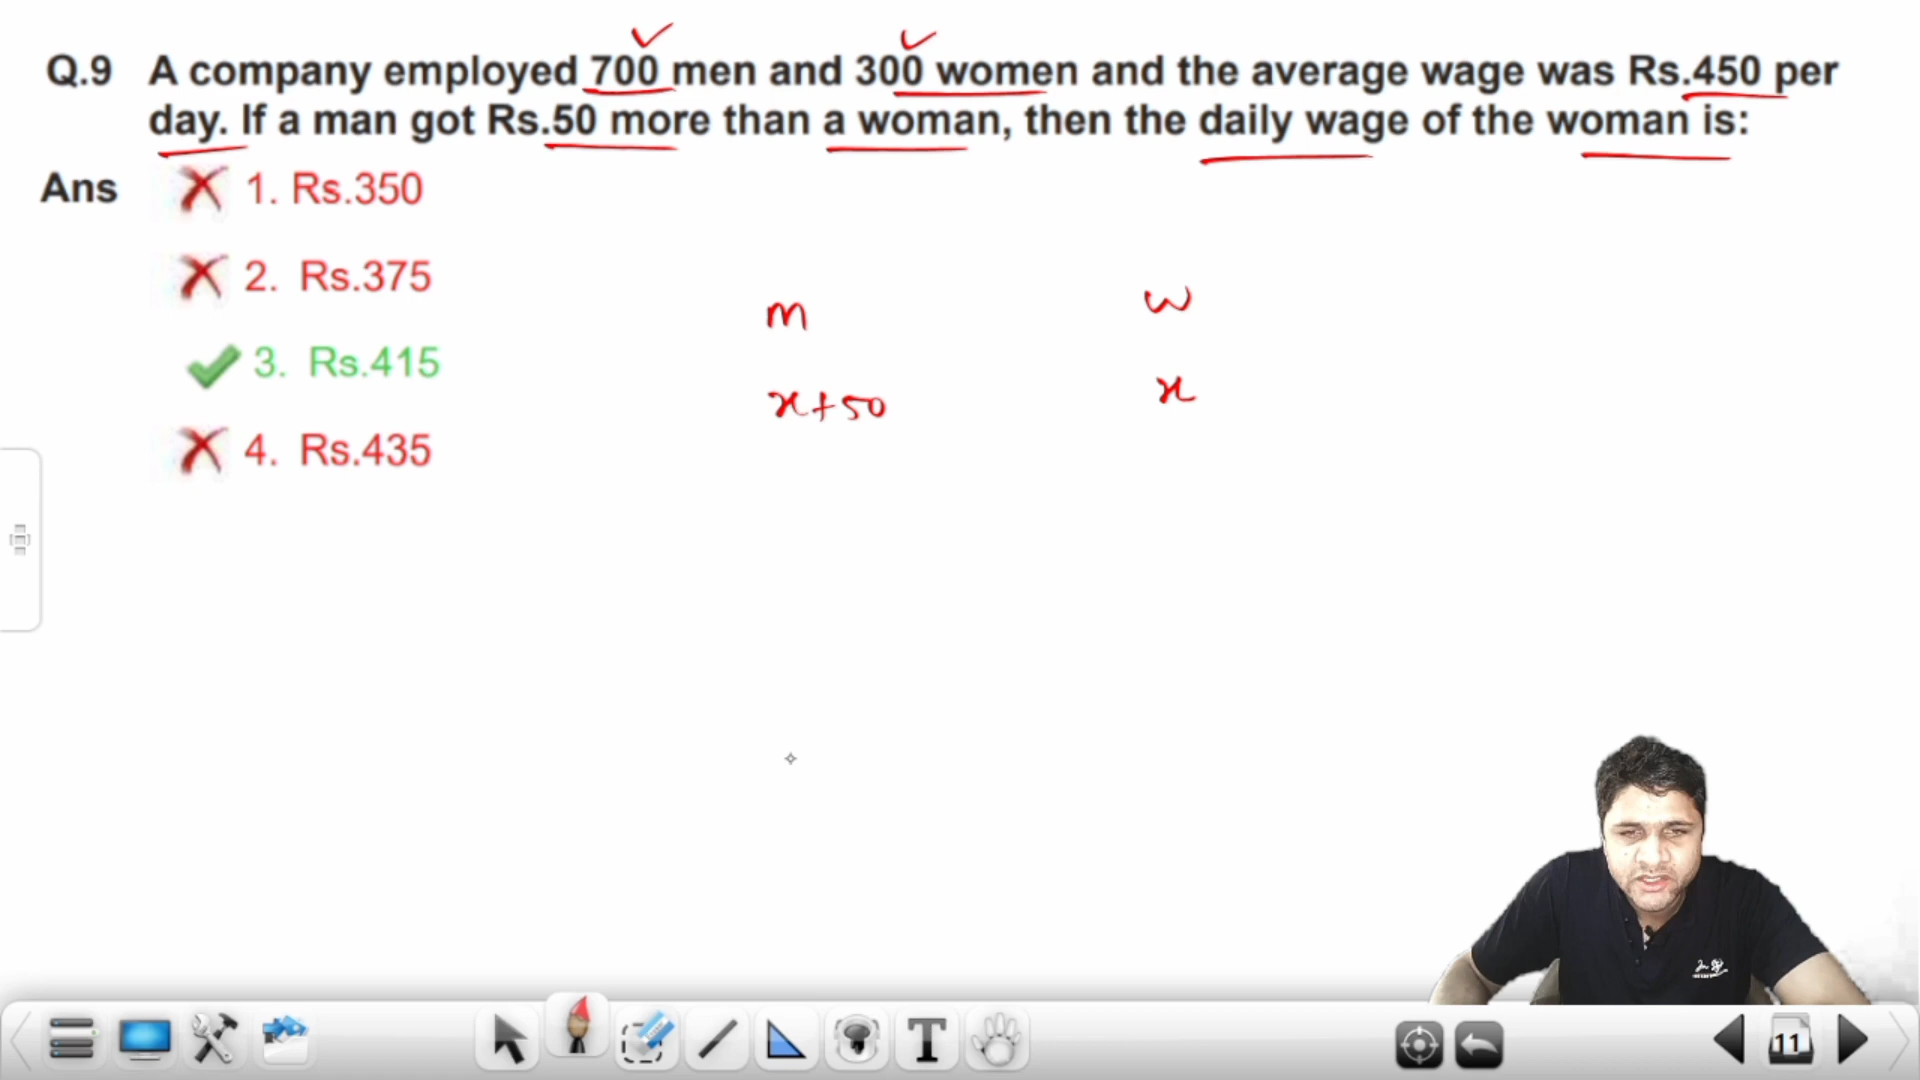 Q.9 A company employed 700 men and 300 women and the average wage was Rs.450 per
day. If a man got Rs.50 more than a woman, then the daily wage of the woman is:
Ans 1. Rs.350
2. Rs.375
3. Rs.415
4. Rs.435
m w
x+50 x
T
11